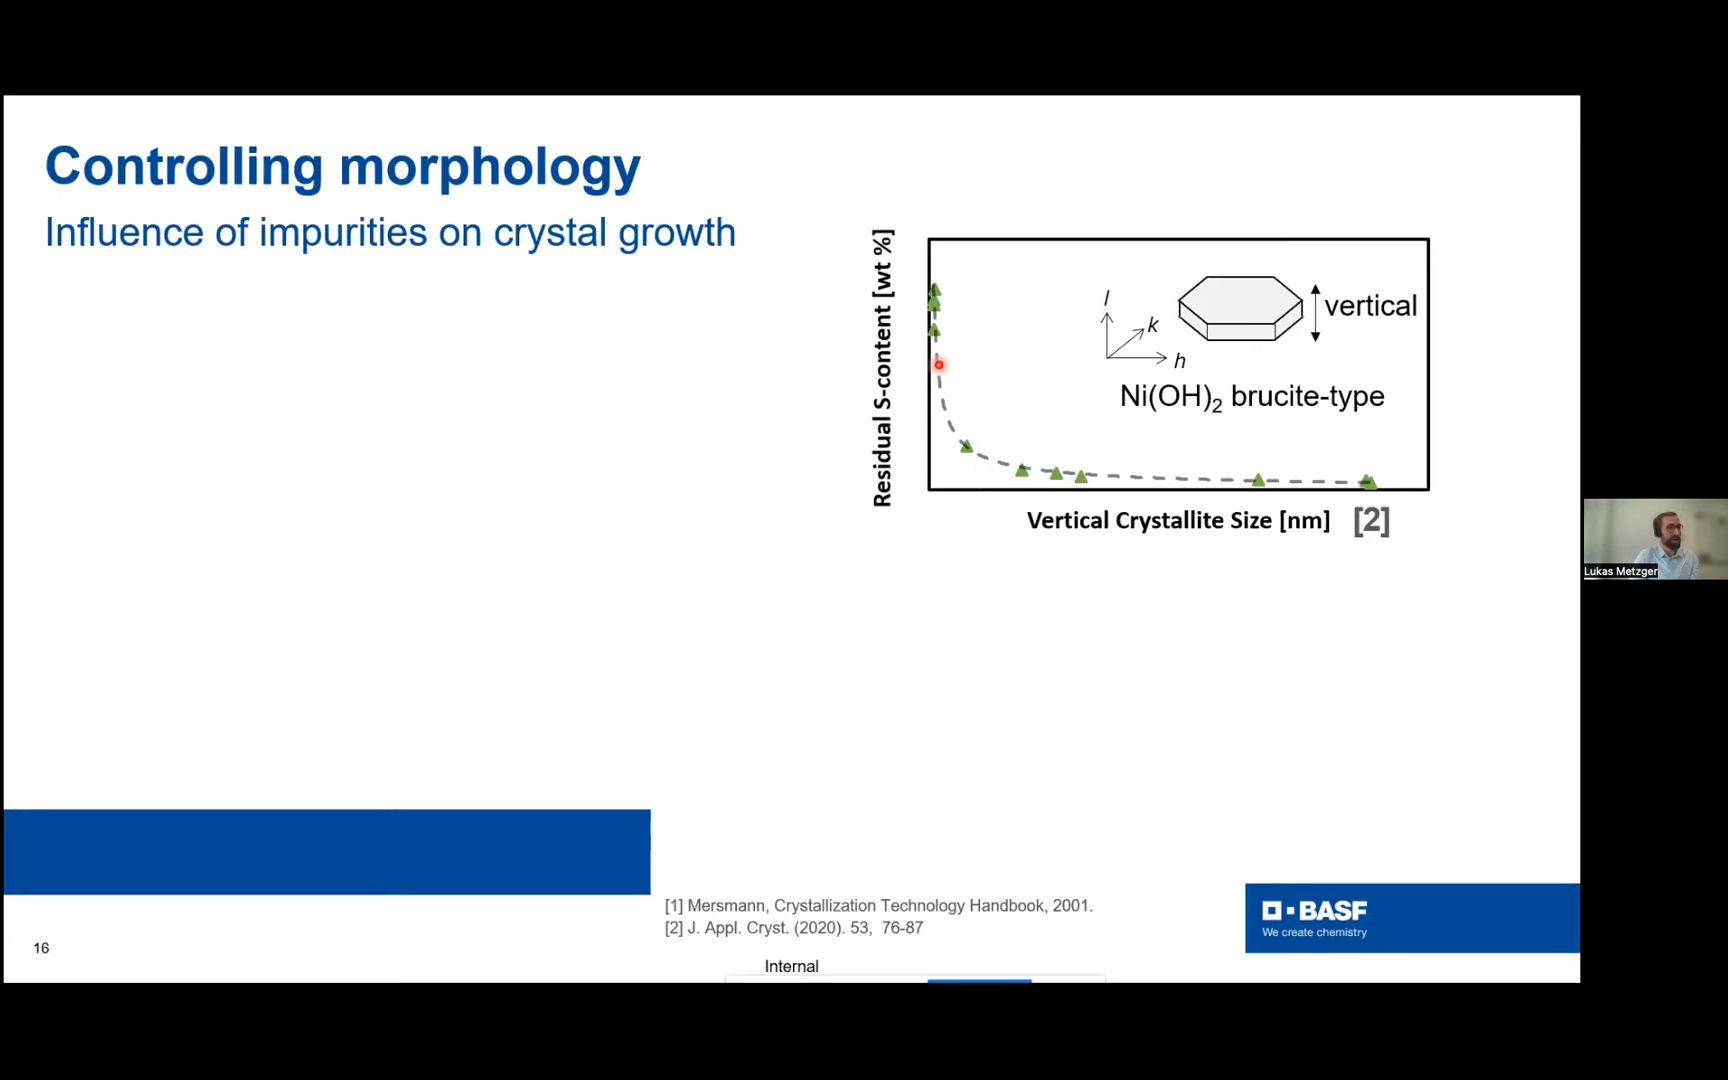 Controlling morphology
Influence of impurities on crystal growth
Residual S-content [wt %]
l
k
h
vertical
Ni(OH)2 brucite-type
Vertical Crystallite Size [nm] [2]
Lukas Metzger
[1] Mersmann, Crystallization Technology Handbook, 2001.
[2] J. Appl. Cryst. (2020). 53, 76-87
BASF
We create chemistry
16
Internal